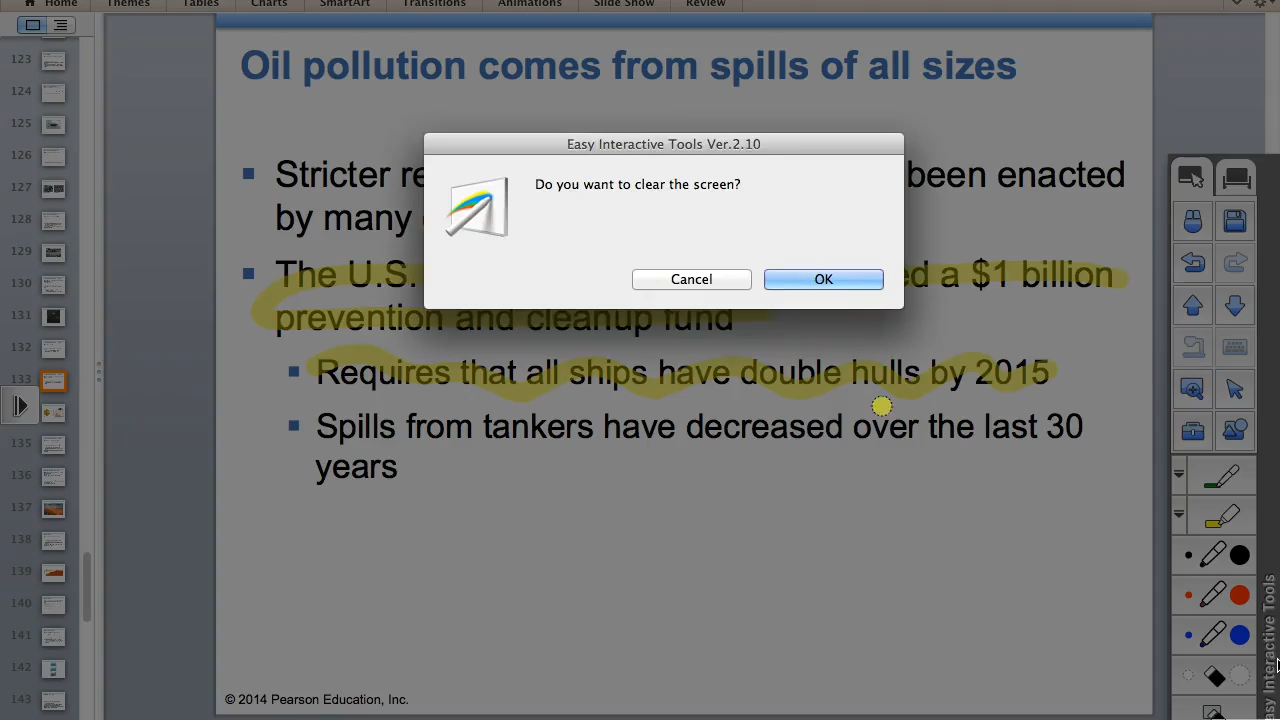 Home Themes Tables Charts SmartArt Transitions Animations Slide Show Review
Oil pollution comes from spills of all sizes
Easy Interactive Tools Ver.2.10
Do you want to clear the screen?
Cancel OK
Stricter been enacted
by many
The U.S. a $1 billion
prevention and cleanup fund
Requires that all ships have double hulls by 2015
Spills from tankers have decreased over the last 30
years
© 2014 Pearson Education, Inc.
123
124
125
126
127
128
129
130
131
132
133
135
136
137
138
139
140
141
142
143
Easy Interactive Tools